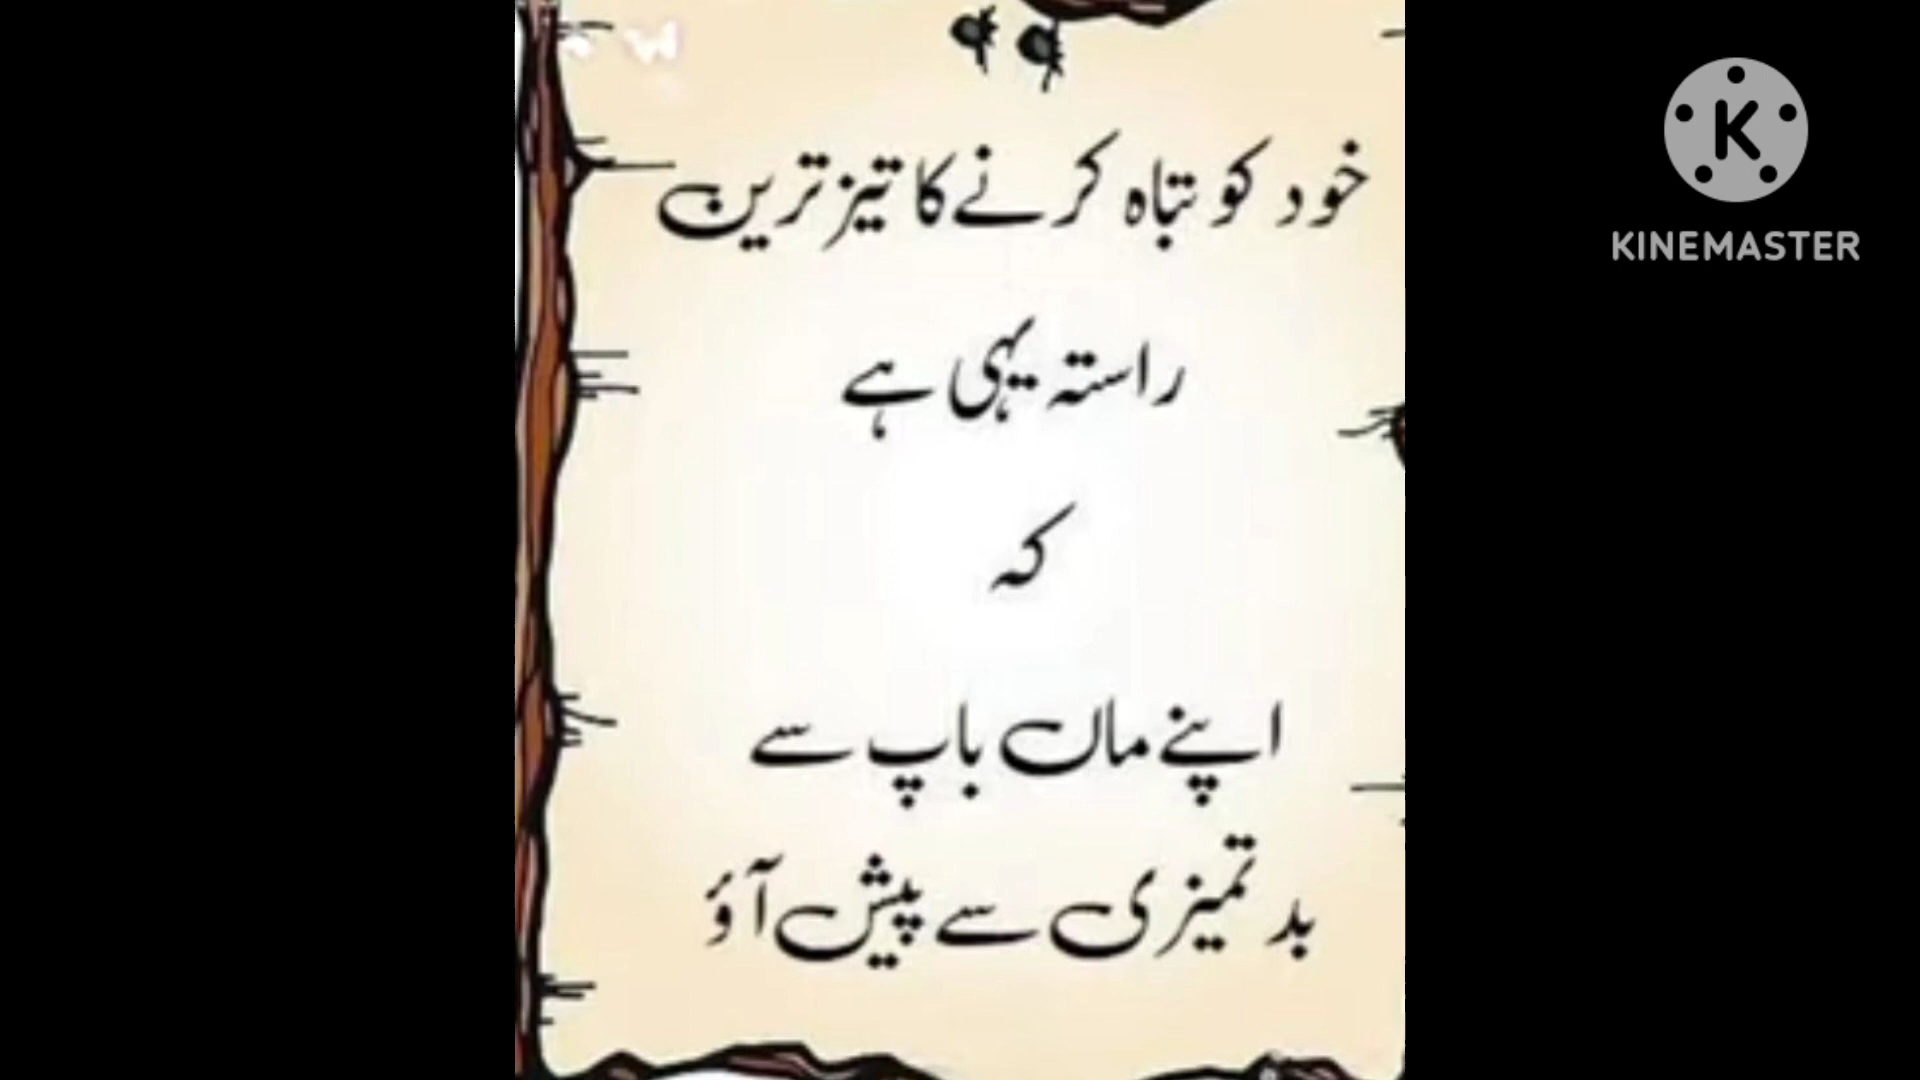 خود کو تباہ کرنے کا تیز ترین
راستہ یہی ہے
کہ
اپنے ماں باپ سے
بد تمیزی سے پیش آؤ
K
KINEMASTER